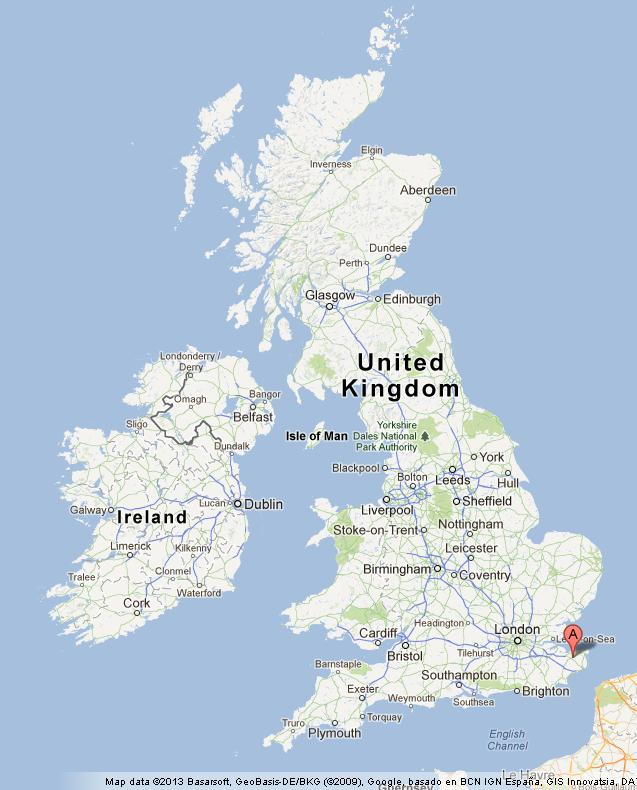 Elgin
Inverness
Aberdeen
Dundee
Perth
Glasgow
Edinburgh
United
Kingdom
Londonderry /
Derry
Omagh
Bangor
Belfast
Sligo
Isle of Man
Yorkshire
Dales National
Park Authority
Dundalk
Blackpool
York
Bolton
Leeds
Hull
Galway
Ireland
Lucan
Dublin
Liverpool
Sheffield
Stoke-on-Trent
Nottingham
Limerick
Kilkenny
Leicester
Tralee
Clonmel
Waterford
Birmingham
Coventry
Cork
Headington
London
Cardiff
A
on-Sea
Bristol
Tilehurst
Barnstaple
Southampton
Exeter
Weymouth
Southsea
Brighton
Truro
Torquay
Plymouth
English
Channel
Le Havre
Guernsey
Map data ©2013 Basarsoft, GeoBasis-DE/BKG (©2009), Google, basado en BCN IGN España, GIS Innovatsia, DA